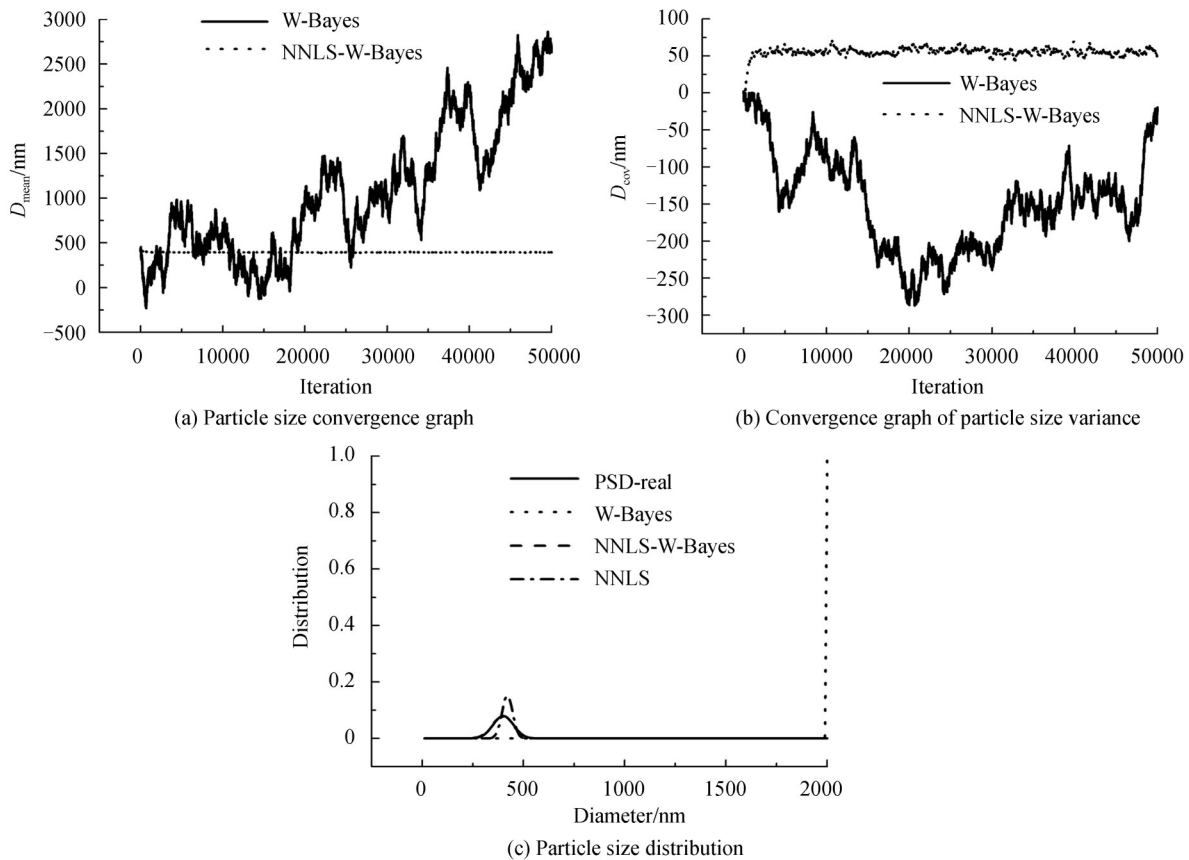 3000
2500
2000
1500
1000
500
0
−500
D_mean/nm
W-Bayes
NNLS-W-Bayes
0 10000 20000 30000 40000 50000
Iteration
(a) Particle size convergence graph
100
50
0
−50
−100
−150
−200
−250
−300
D_cov/nm
W-Bayes
NNLS-W-Bayes
0 10000 20000 30000 40000 50000
Iteration
(b) Convergence graph of particle size variance
1.0
0.8
0.6
0.4
0.2
0
Distribution
PSD-real
W-Bayes
NNLS-W-Bayes
NNLS
0 500 1000 1500 2000
Diameter/nm
(c) Particle size distribution